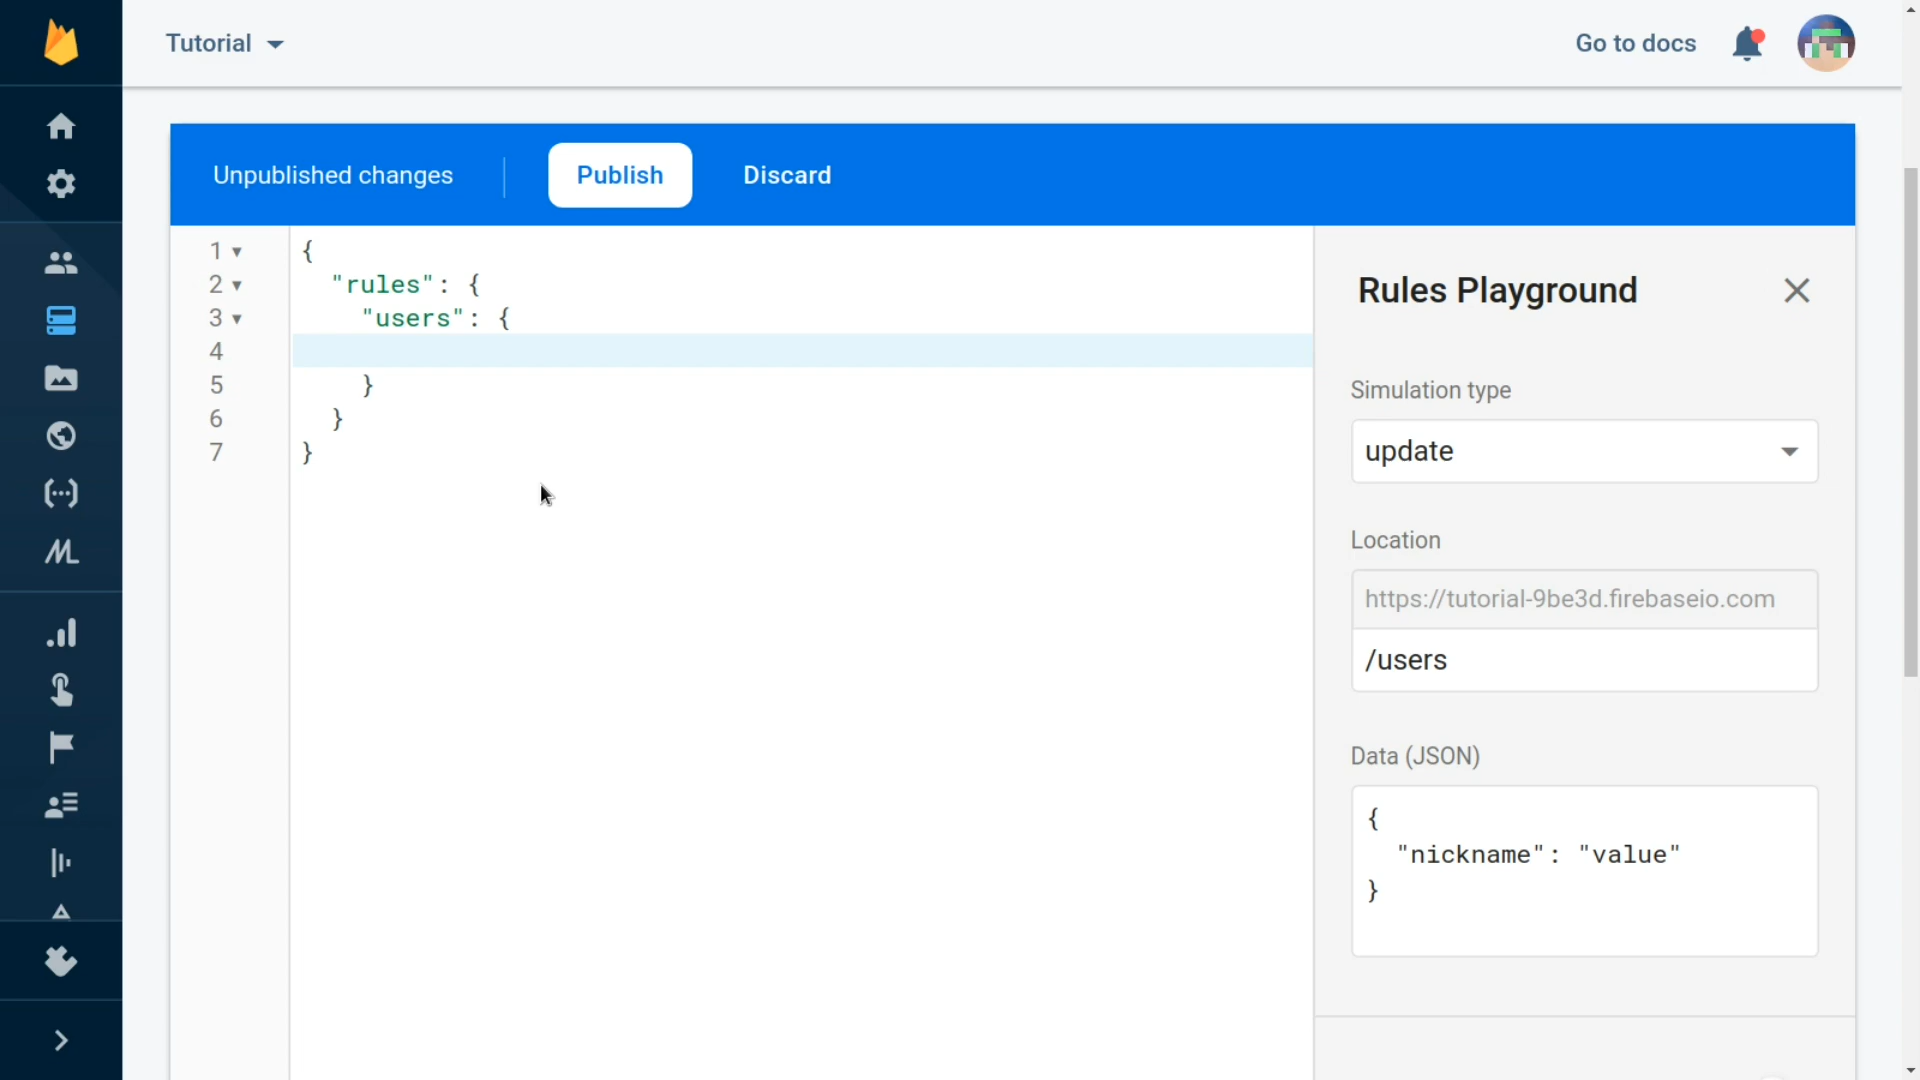 Tutorial
Go to docs
Unpublished changes
Publish
Discard
1 {
2 "rules": {
3 "users": {
4
5 }
6 }
7 }
Rules Playground
Simulation type
update
Location
https://tutorial-9be3d.firebaseio.com
/users
Data (JSON)
{
"nickname": "value"
}